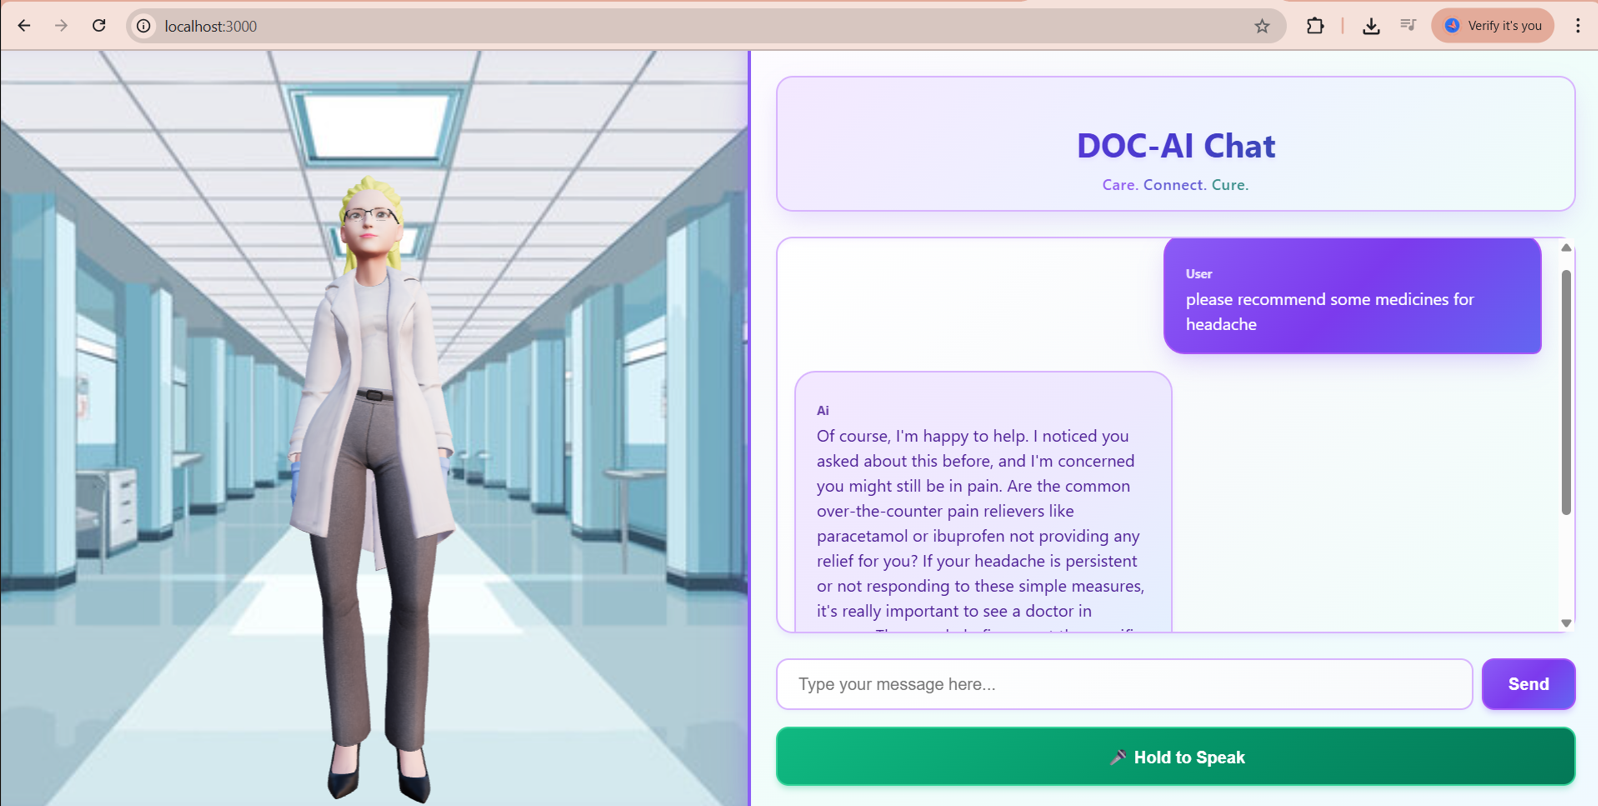 localhost:3000
Verify it's you
DOC-AI Chat
Care. Connect. Cure.
User
please recommend some medicines for
headache
Ai
Of course, I'm happy to help. I noticed you
asked about this before, and I'm concerned
you might still be in pain. Are the common
over-the-counter pain relievers like
paracetamol or ibuprofen not providing any
relief for you? If your headache is persistent
or not responding to these simple measures,
it's really important to see a doctor in
Type your message here...
Send
Hold to Speak